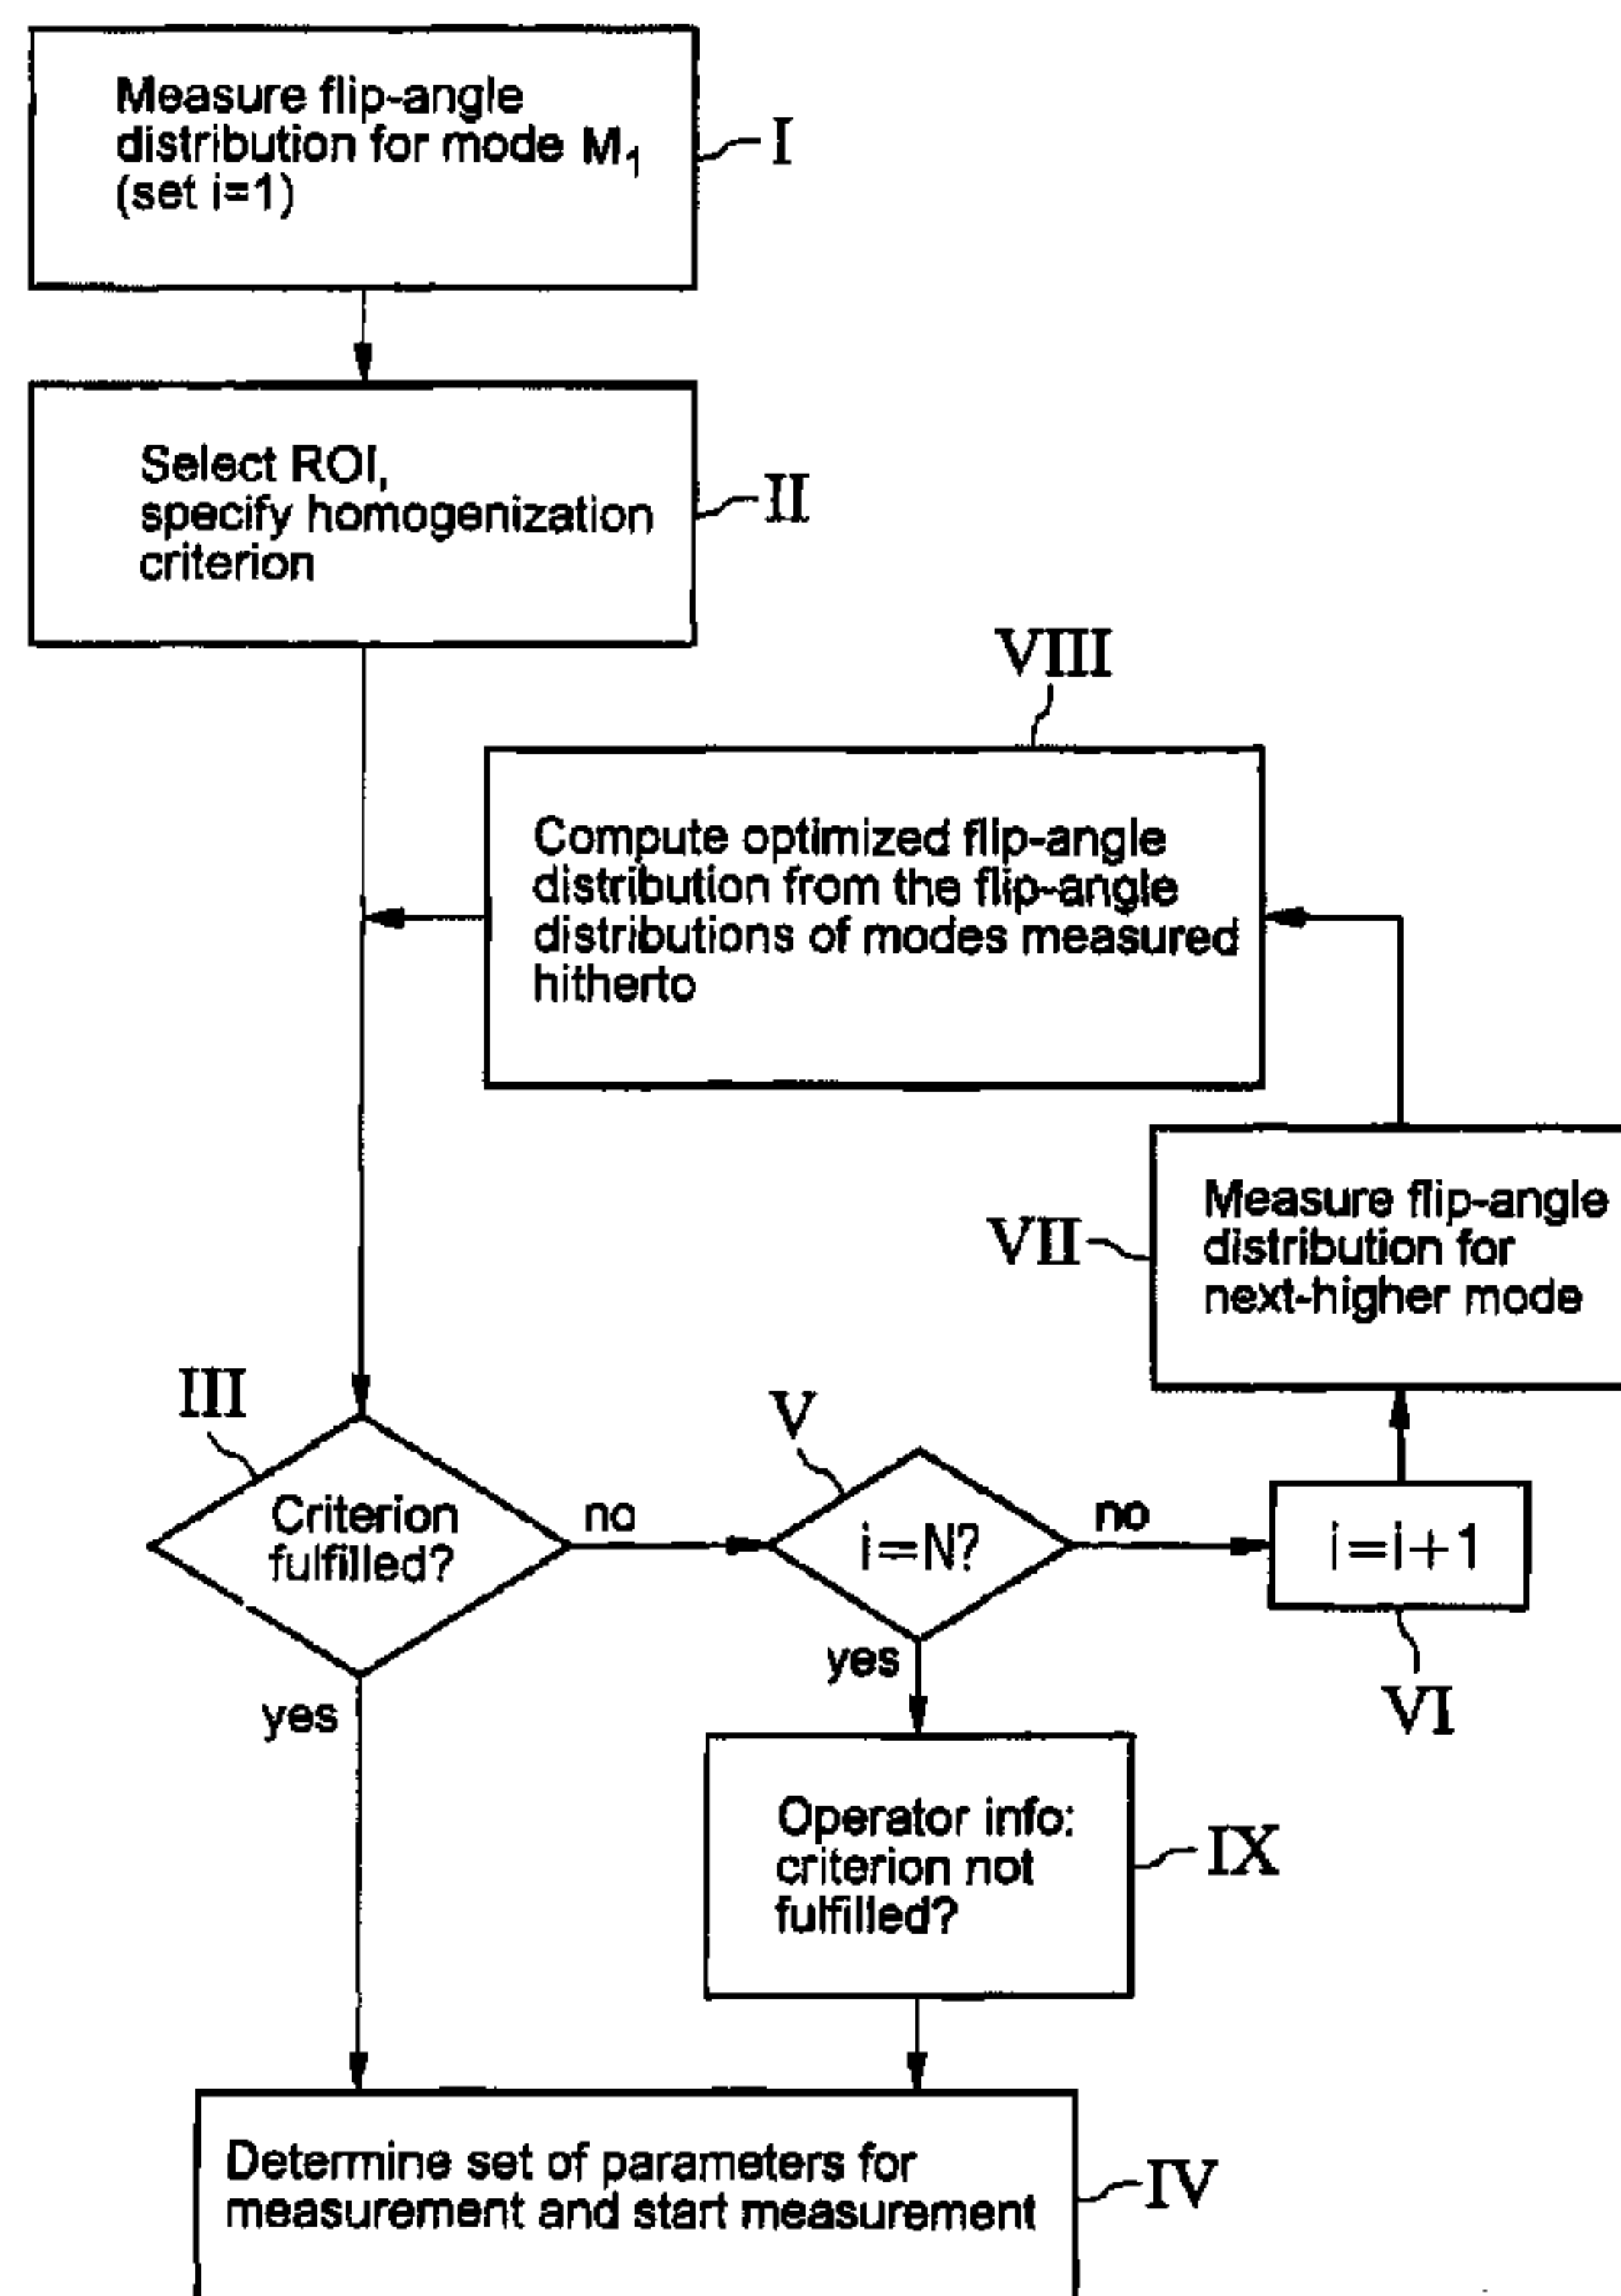 Measure flip-angle
distribution for mode M1
(set i=1)
I
Select ROI,
specify homogenization
criterion
II
VIII
Compute optimized flip-angle
distribution from the flip-angle
distributions of modes measured
hitherto
VII
Measure flip-angle
distribution for
next-higher mode
III
Criterion
fulfilled?
no
V
i=N?
no
i=i+1
VI
yes
yes
Operator info:
criterion not
fulfilled?
IX
Determine set of parameters for
measurement and start measurement
IV